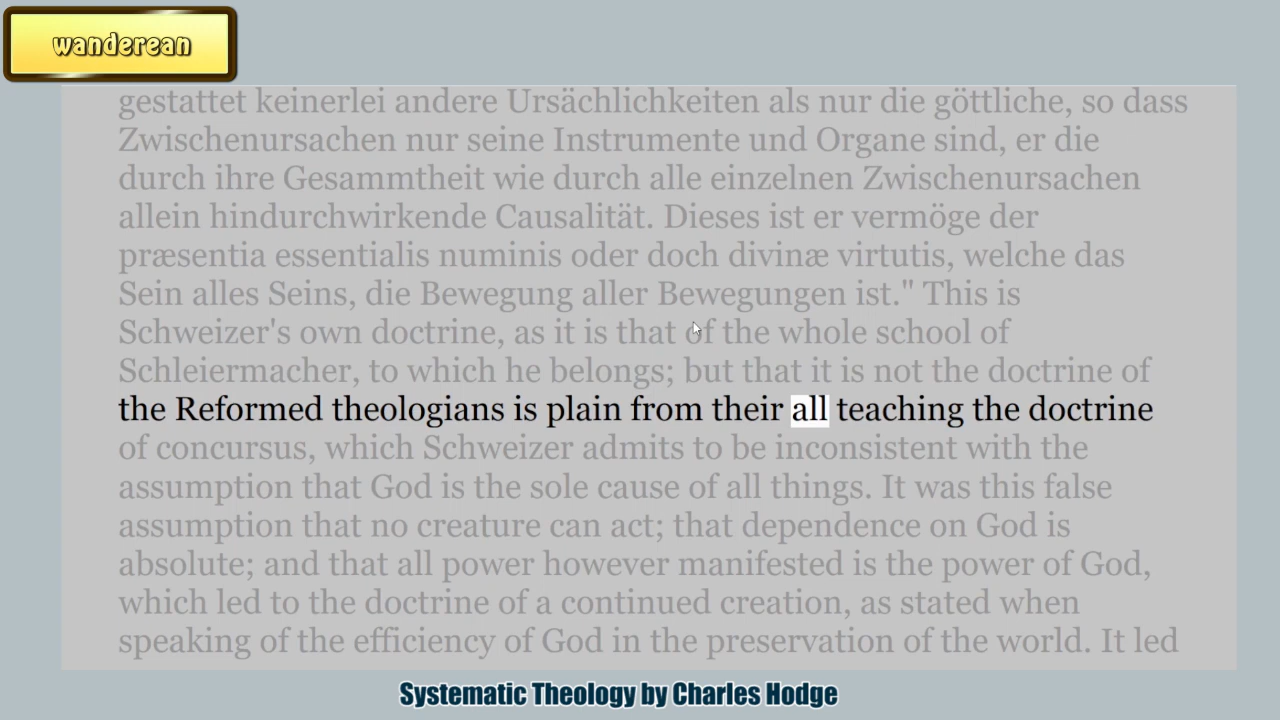 wanderean
gestattet keinerlei andere Ursächlichkeiten als nur die göttliche, so dass
Zwischenursachen nur seine Instrumente und Organe sind, er die
durch ihre Gesammtheit wie durch alle einzelnen Zwischenursachen
allein hindurchwirkende Causalität. Dieses ist er vermöge der
præsentia essentialis numinis oder doch divinæ virtutis, welche das
Sein alles Seins, die Bewegung aller Bewegungen ist." This is
Schweizer's own doctrine, as it is that of the whole school of
Schleiermacher, to which he belongs; but that it is not the doctrine of
the Reformed theologians is plain from their all teaching the doctrine
of concursus, which Schweizer admits to be inconsistent with the
assumption that God is the sole cause of all things. It was this false
assumption that no creature can act; that dependence on God is
absolute; and that all power however manifested is the power of God,
which led to the doctrine of a continued creation, as stated when
speaking of the efficiency of God in the preservation of the world. It led
Systematic Theology by Charles Hodge